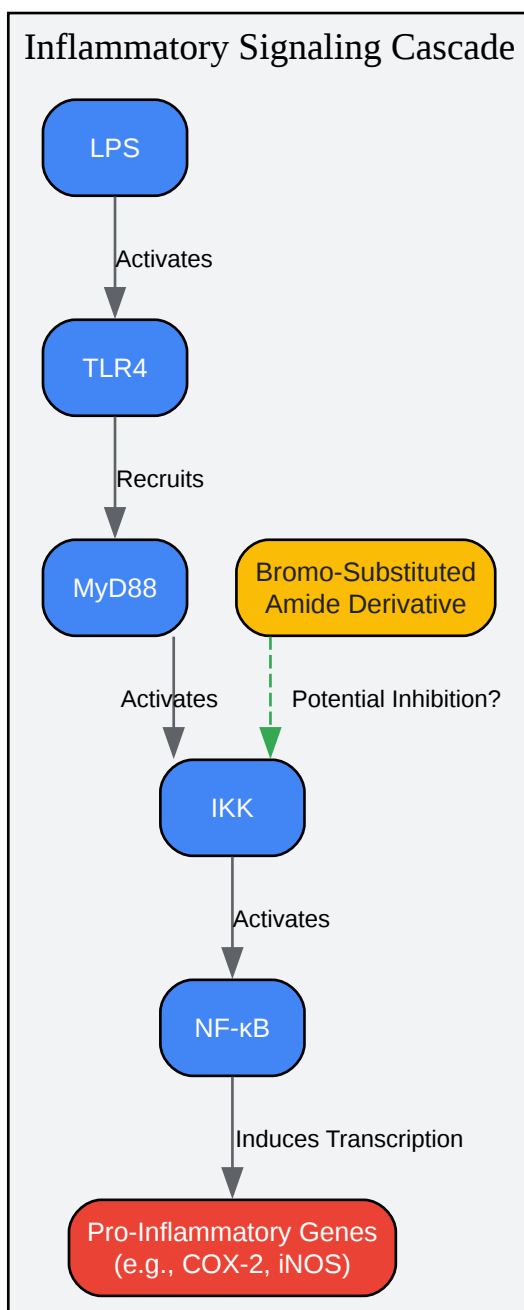 Inflammatory Signaling Cascade
LPS
Activates
TLR4
Recruits
MyD88
Bromo-Substituted
Amide Derivative
Activates
Potential Inhibition?
IKK
Activates
NF-κB
Induces Transcription
Pro-Inflammatory Genes
(e.g., COX-2, iNOS)